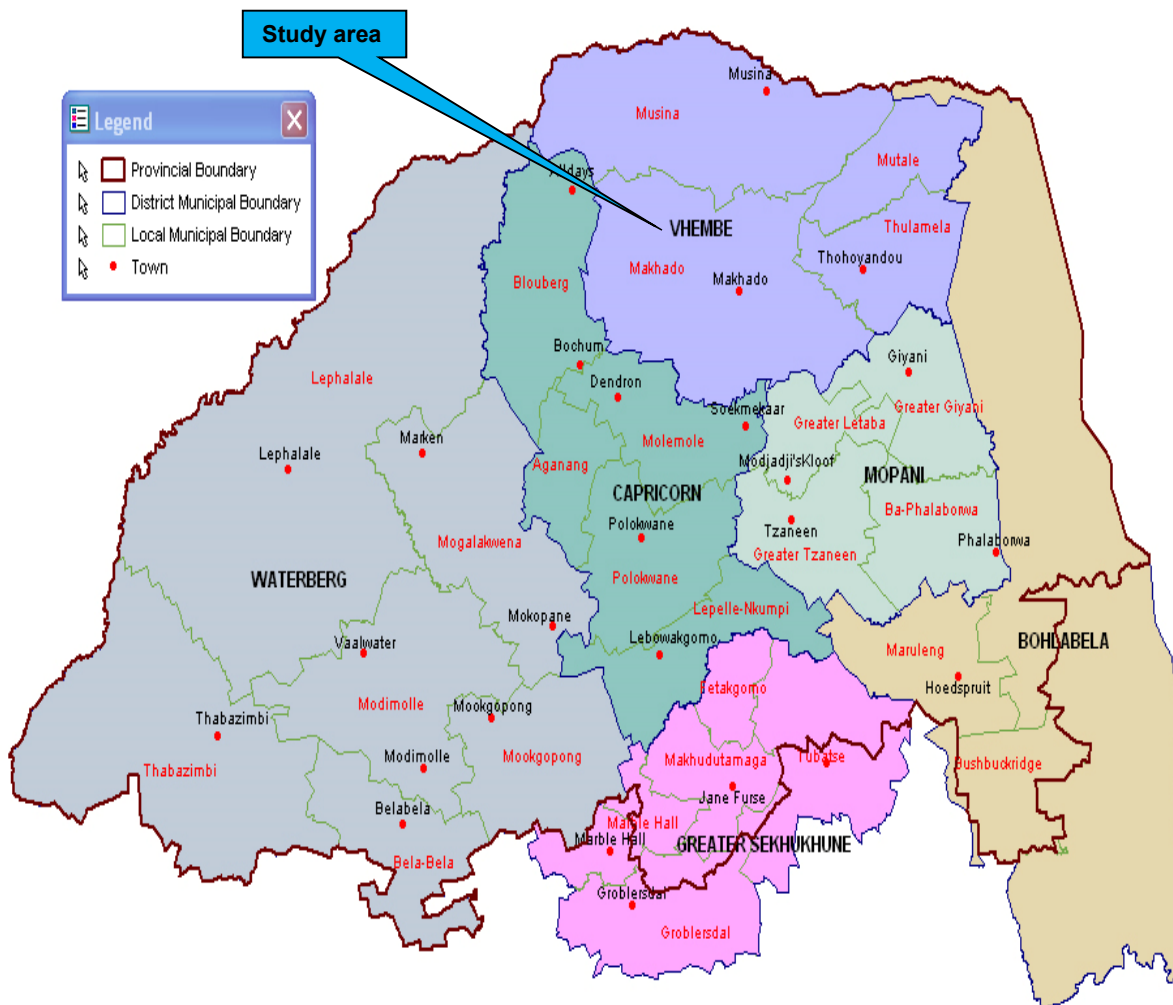 Study area
Musina
Legend
Musina
Provincial Boundary
District Municipal Boundary
Local Municipal Boundary
Town
Mutale
Alldays
VHEMBE
Thulamela
Blouberg
Makhado
Makhado
Thohoyandou
Bochum
Giyani
Lephalale
Dendron
Greater Giyani
Soekmekaar
Greater Letaba
Marken
Molemole
Lephalale
Aganang
Modjadji'sKloof
MOPANI
CAPRICORN
Ba-Phalaborwa
Polokwane
Tzaneen
Mogalakwena
Phalaborwa
Greater Tzaneen
WATERBERG
Polokwane
Mokopane
Lepelle-Nkumpi
Vaalwater
Lebowakgomo
Maruleng
BOHLABELA
Hoedspruit
Fetakgomo
Modimolle
Mookgopong
Thabazimbi
Modimolle
Mookgopong
Makhudutamaga
Tubatse
Bushbuckridge
Thabazimbi
Jane Furse
Belabela
Marble Hall
Marble Hall
GREATER SEKHUKHUNE
Bela-Bela
Groblersdal
Groblersdal